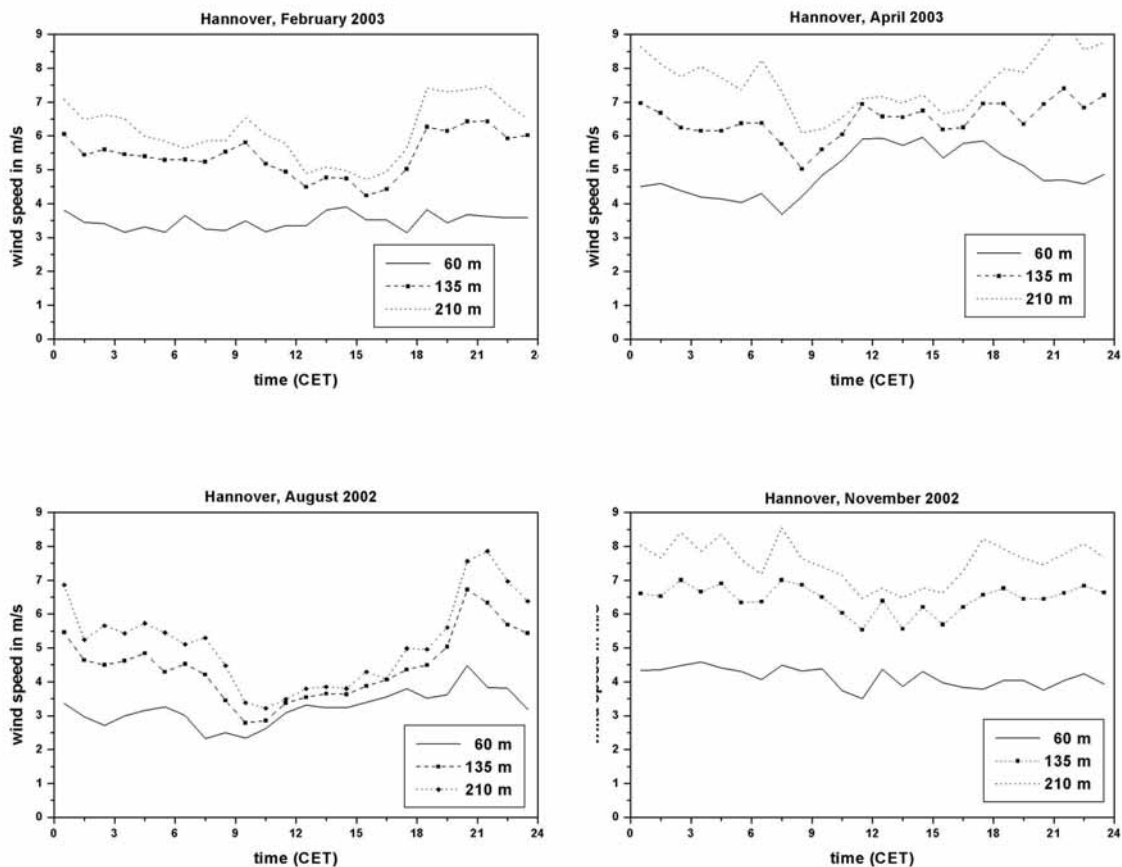 Hannover, February 2003
wind speed in m/s
9
8
7
6
5
4
3
2
1
0
60 m
135 m
210 m
0 3 6 9 12 15 18 21
time (CET)
Hannover, April 2003
wind speed in m/s
9
8
7
6
5
4
3
2
1
0
60 m
135 m
210 m
0 3 6 9 12 15 18 21 24
time (CET)
Hannover, August 2002
wind speed in m/s
9
8
7
6
5
4
3
2
1
0
60 m
135 m
210 m
0 3 6 9 12 15 18 21 24
time (CET)
Hannover, November 2002
speed in
9
8
7
6
5
4
3
2
1
0
60 m
135 m
210 m
0 3 6 9 12 15 18 21 24
time (CET)